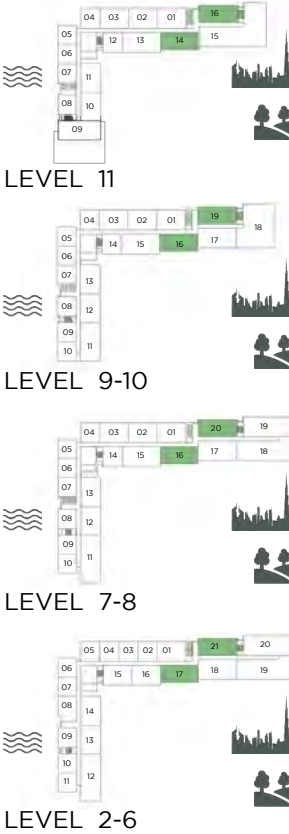 04 03 02 01 16
05 12 13 14 15
06
07 11
08 10
09
LEVEL 11
04 03 02 01 19
05 14 15 16 17 18
06
07 13
08 12
09
10 11
LEVEL 9-10
04 03 02 01 20 19
05 14 15 16 17 18
06
07 13
08 12
09
10 11
LEVEL 7-8
05 04 03 02 01 21 20
06 15 16 17 18 19
07
08 14
09 13
10
11 12
LEVEL 2-6